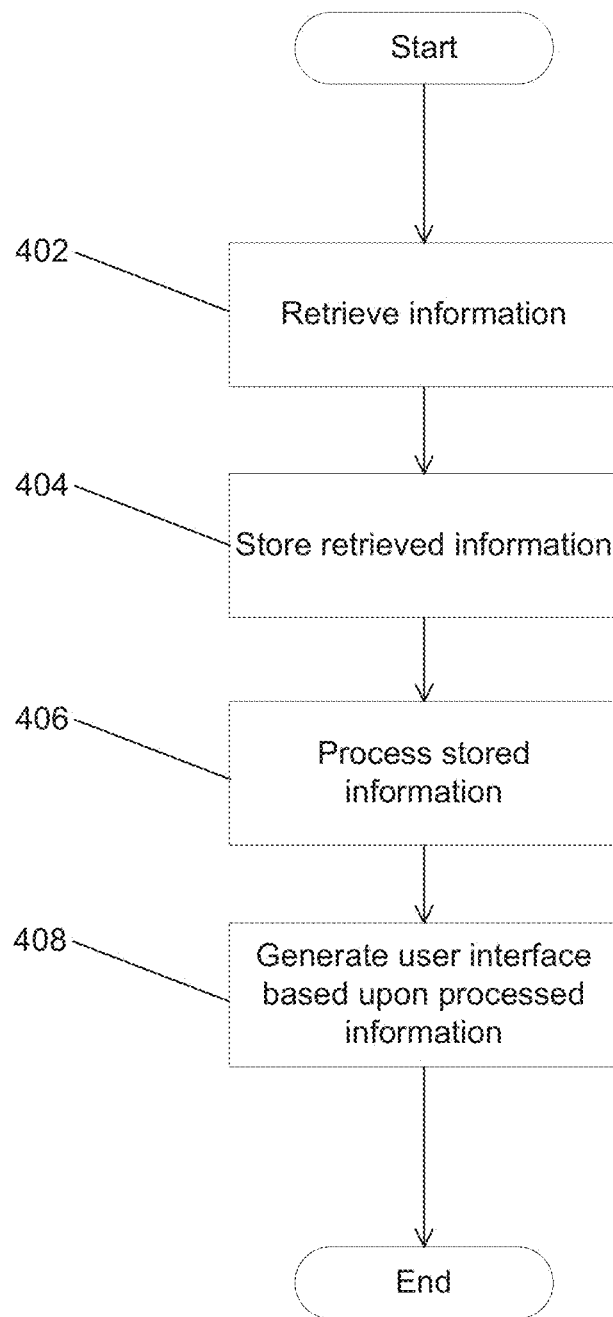 Start
402
Retrieve information
404
Store retrieved information
406
Process stored
information
408
Generate user interface
based upon processed
information
End